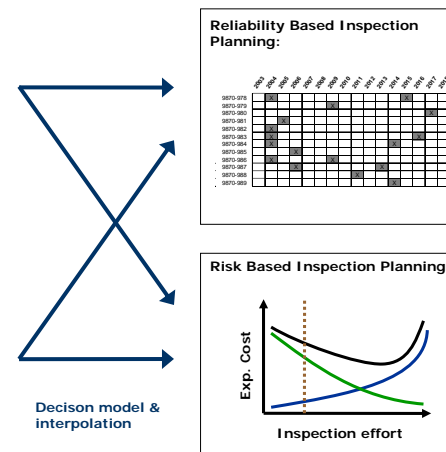 Reliability Based Inspection
Planning:
2003 2004 2005 2006 2007 2008 2009 2010 2011 2012 2013 2014 2015 2016 2017
9870-978 X X
9870-979 X
9870-980 X
9870-981 X
9870-982 X
9870-983 X X
9870-984 X X
9870-985 X
9870-986 X X
9870-987 X X
9870-988 X
9870-989 X
Risk Based Inspection Planning
Exp. Cost
Inspection effort
Decison model &
interpolation